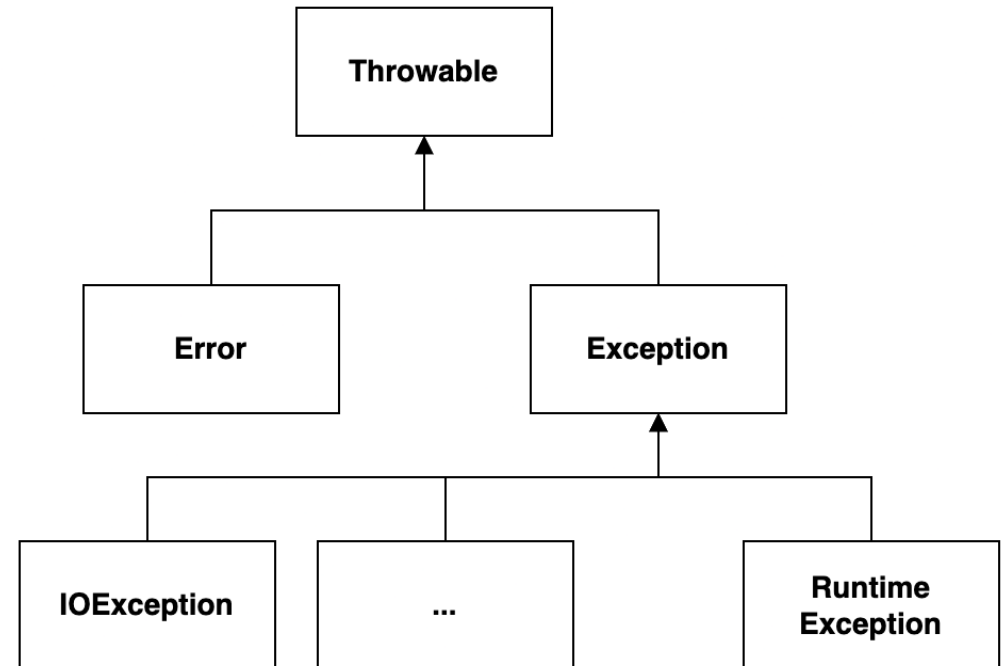 Throwable
Error
Exception
IOException
...
Runtime
Exception